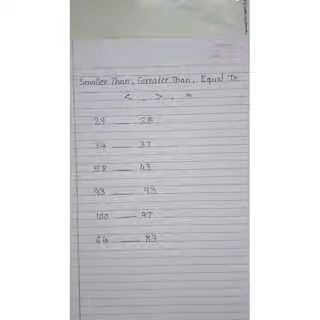 Smaller Than, Greater Than, Equal To
<, >, =
29 ___ 28
34 ___ 37
58 ___ 43
93 ___ 93
100 ___ 97
64 ___ 83